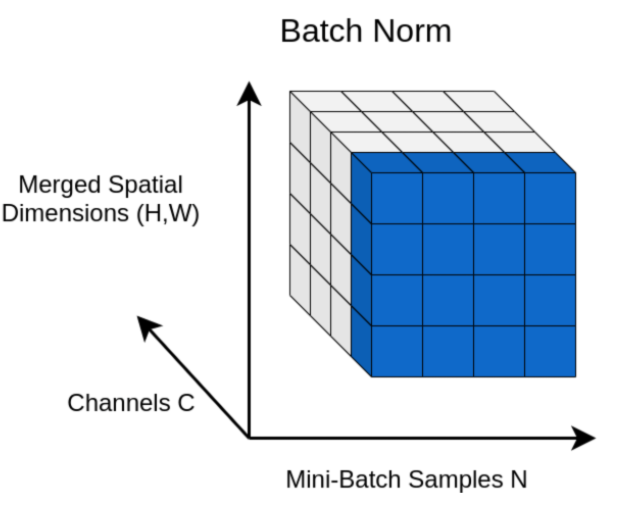 Batch Norm
Merged Spatial
Dimensions (H,W)
Channels C
Mini-Batch Samples N